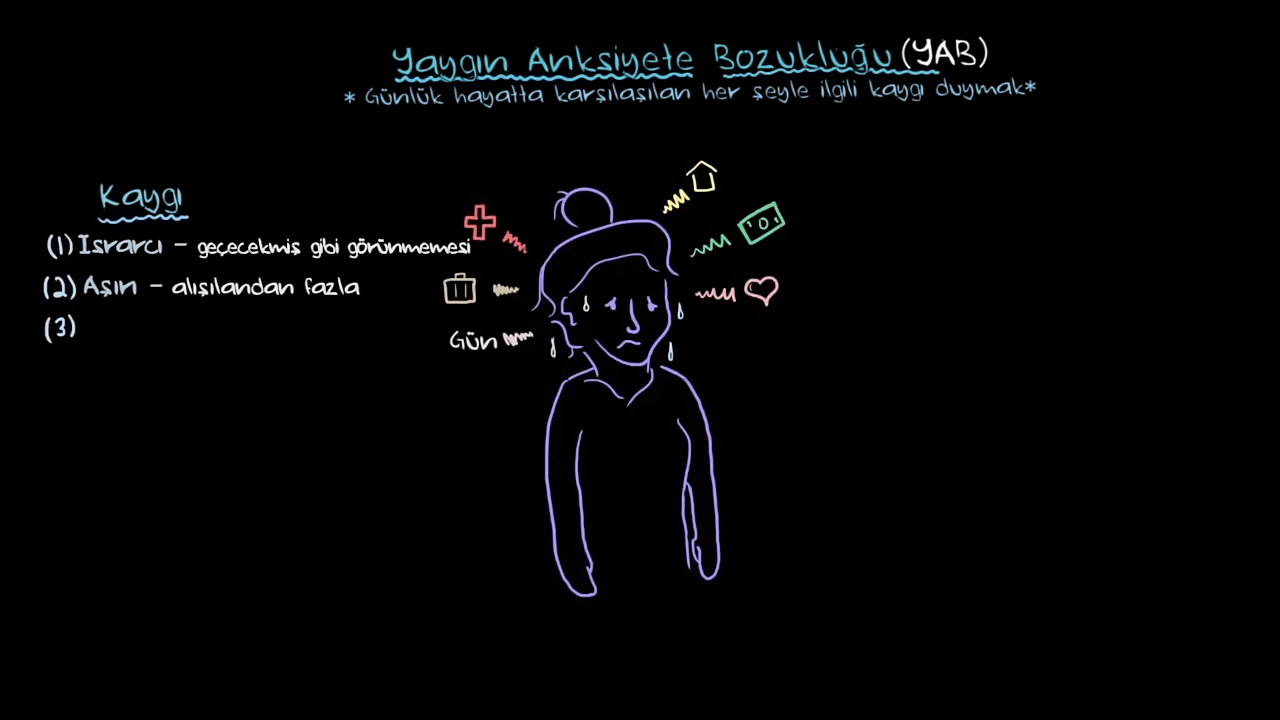 Yaygın Anksiyete Bozukluğu (YAB)
* Günlük hayatta karşılaşılan her şeyle ilgili kaygı duymak*
Kaygı
(1) Israrcı - geçecekmiş gibi görünmemesi
(2) Aşırı - alışılandan fazla
(3)
Gün